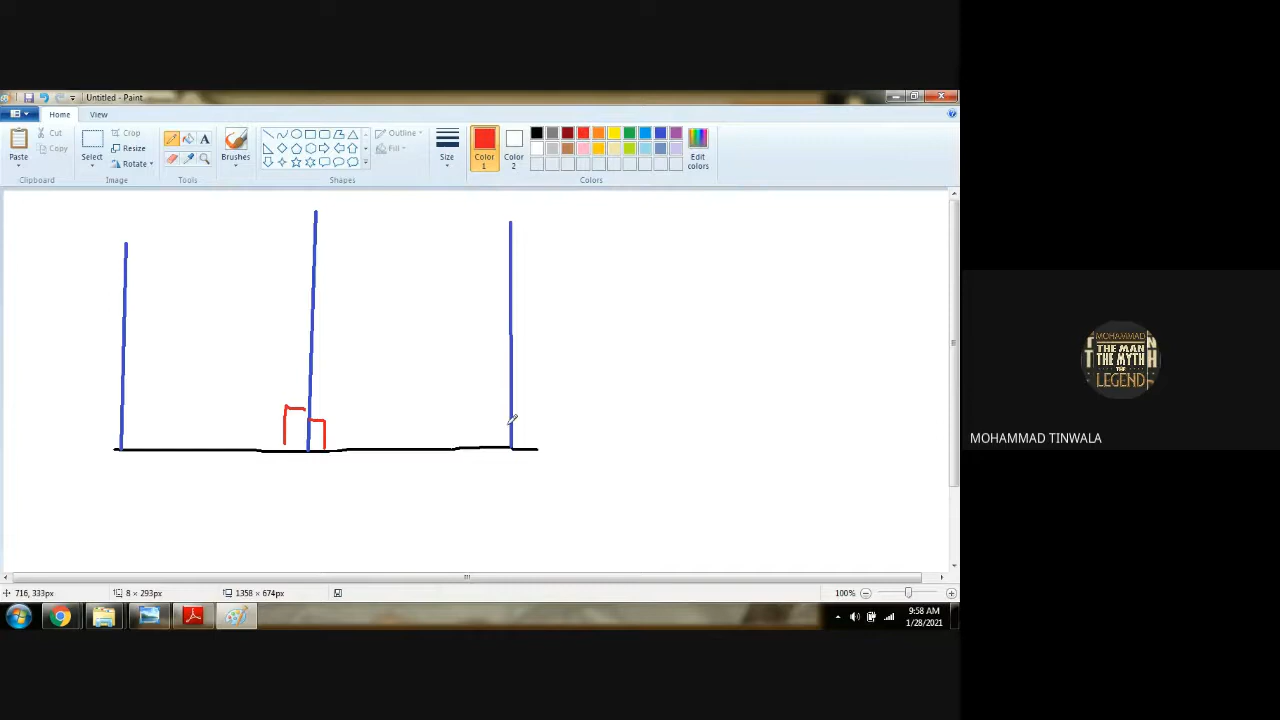 Untitled - Paint
Home
View
Paste
Cut
Copy
Clipboard
Select
Crop
Resize
Rotate
Image
A
Tools
Brushes
Outline
Fill
Shapes
Size
Color
1
Color
2
Edit
colors
Colors
716, 333px
8 × 293px
1358 × 674px
100%
9:58 AM
1/28/2021
MOHAMMAD
THE MAN
THE MYTH
THE
LEGEND
MOHAMMAD TINWALA